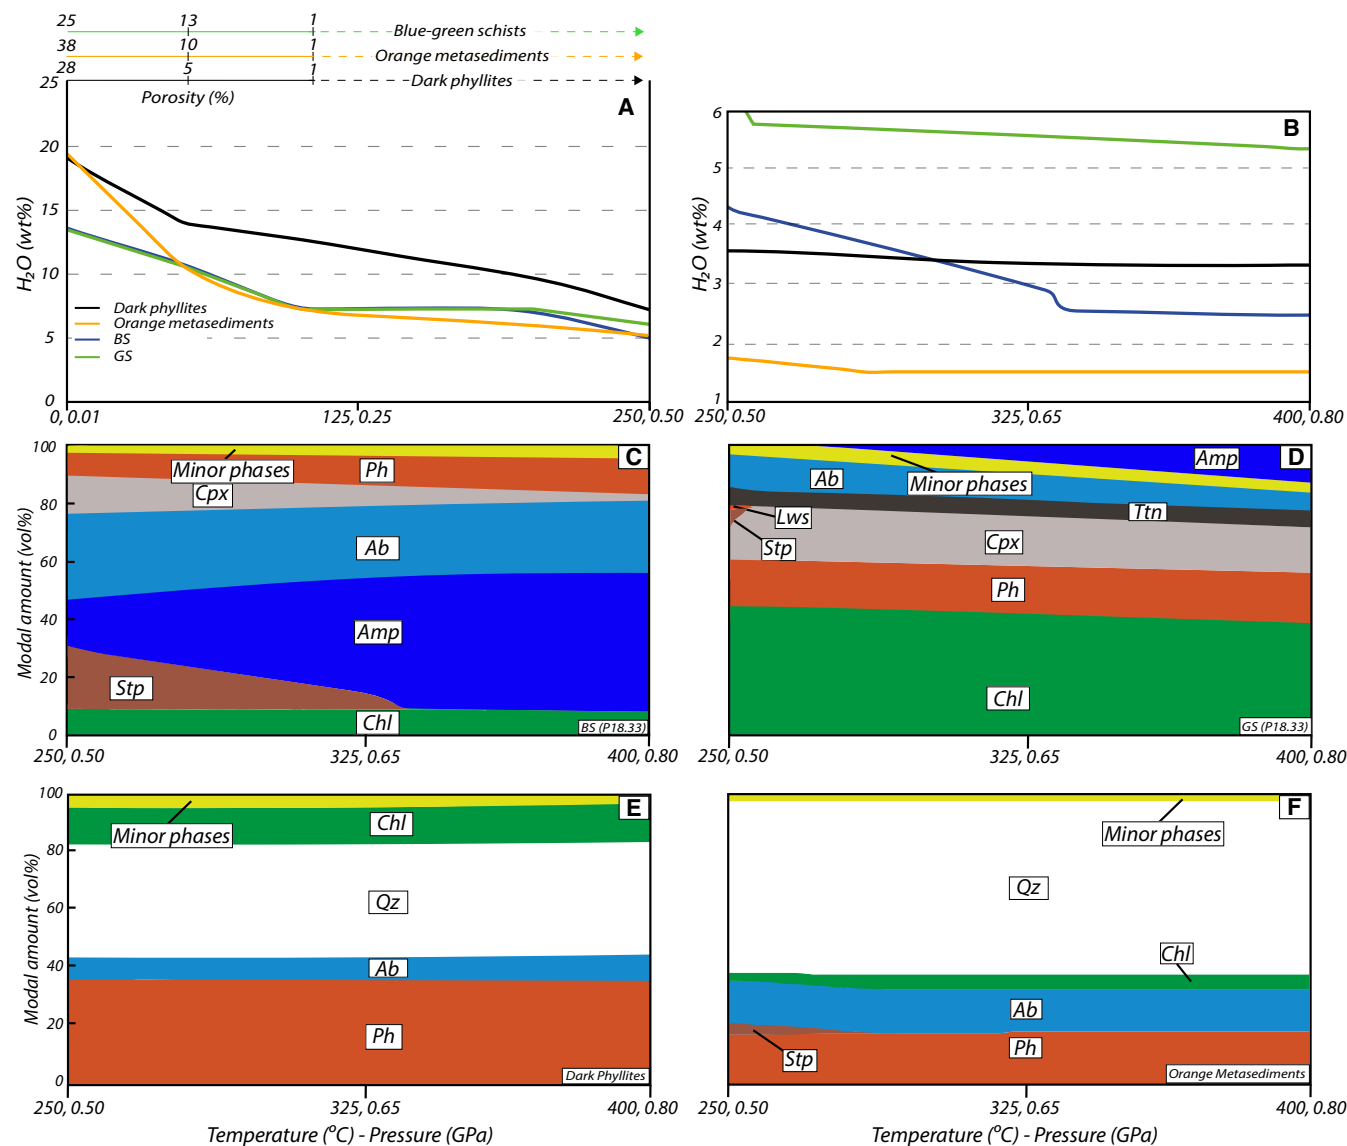 25 13 1 Blue-green schists
38 10 1 Orange metasediments
28 5 1 Dark phyllites
Porosity (%)
A
25
20
15
10
5
0
H₂O (wt%)
Dark phyllites
Orange metasediments
BS
GS
0,0.01 125,0.25 250,0.50
B
6
5
4
3
2
1
H₂O (wt%)
250,0.50 325,0.65 400,0.80
C
100
80
60
40
20
0
Modal amount (vol%)
Minor phases
Ph
Cpx
Ab
Amp
Stp
Chl
BS (P18.33)
250,0.50 325,0.65 400,0.80
D
Amp
Minor phases
Ab
Ttn
Lws
Stp
Cpx
Ph
Chl
GS (P18.33)
250,0.50 325,0.65 400,0.80
E
100
80
60
40
20
0
Modal amount (vol%)
Chl
Minor phases
Qz
Ab
Ph
Dark Phyllites
250,0.50 325,0.65 400,0.80
Temperature (°C) - Pressure (GPa)
F
Minor phases
Qz
Chl
Ab
Stp
Ph
Orange Metasediments
250,0.50 325,0.65 400,0.80
Temperature (°C) - Pressure (GPa)